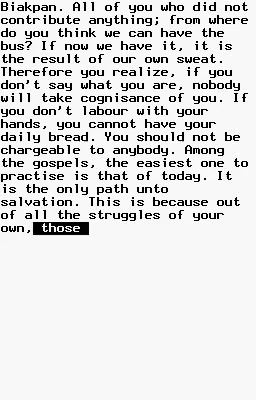 Biakpan. All of you who did not
contribute anything; from where
do you think we can have the
bus? If now we have it, it is
the result of our own sweat.
Therefore you realize, if you
don't say what you are, nobody
will take cognisance of you. If
you don't labour with your
hands, you cannot have your
daily bread. You should not be
chargeable to anybody. Among
the gospels, the easiest one to
practise is that of today. It
is the only path unto
salvation. This is because out
of all the struggles of your
own, those